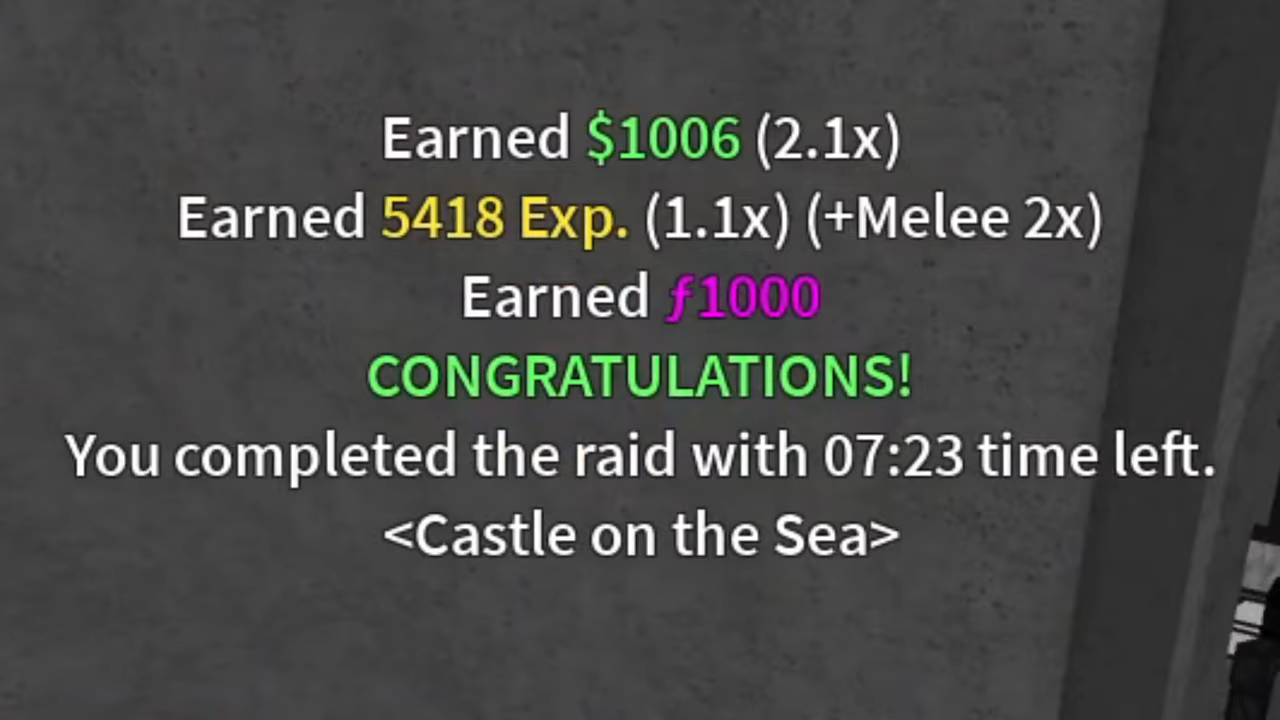 Earned $1006 (2.1x)
Earned 5418 Exp. (1.1x) (+Melee 2x)
Earned ƒ1000
CONGRATULATIONS!
You completed the raid with 07:23 time left.
<Castle on the Sea>